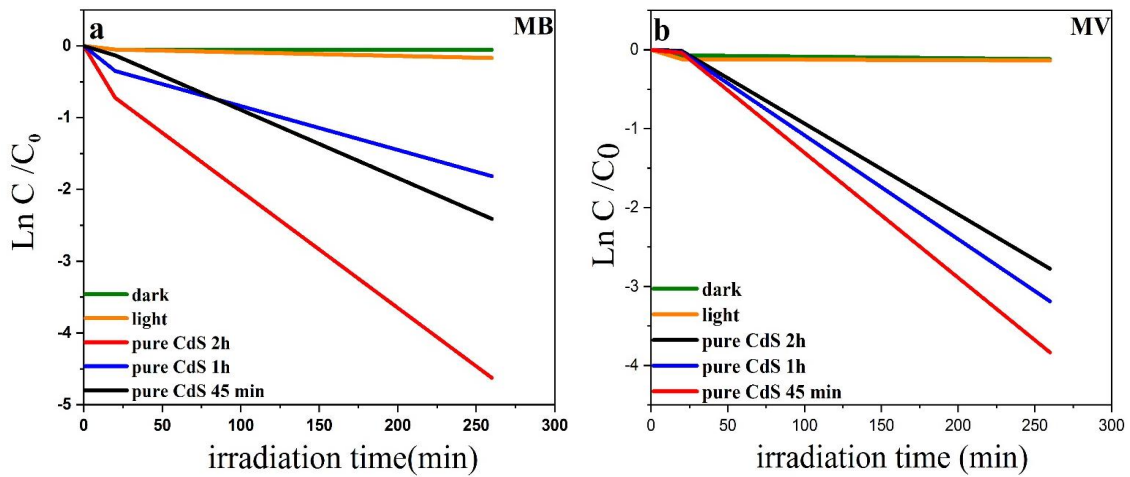 a
MB
0
-1
-2
-3
-4
-5
Ln C /C₀
dark
light
pure CdS 2h
pure CdS 1h
pure CdS 45 min
0 50 100 150 200 250 300
irradiation time(min)
b
MV
0
-1
-2
-3
-4
Ln C /C0
dark
light
pure CdS 2h
pure CdS 1h
pure CdS 45 min
0 50 100 150 200 250 300
irradiation time (min)